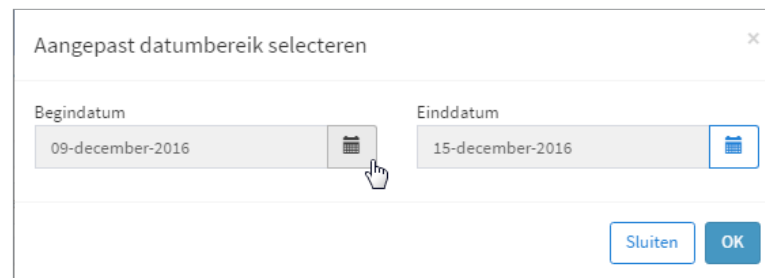 Aangepast datumbereik selecteren
×
Begindatum
Einddatum
09-december-2016
15-december-2016
Sluiten
OK